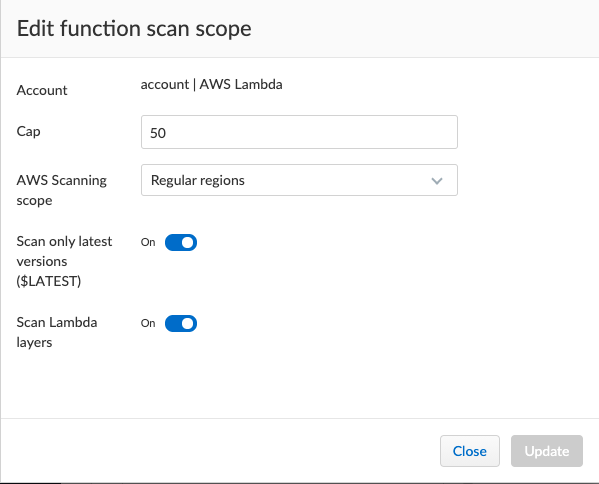 Edit function scan scope
Account
account | AWS Lambda
Cap
50
AWS Scanning
scope
Regular regions
Scan only latest
versions
($LATEST)
On
Scan Lambda
layers
On
Close
Update